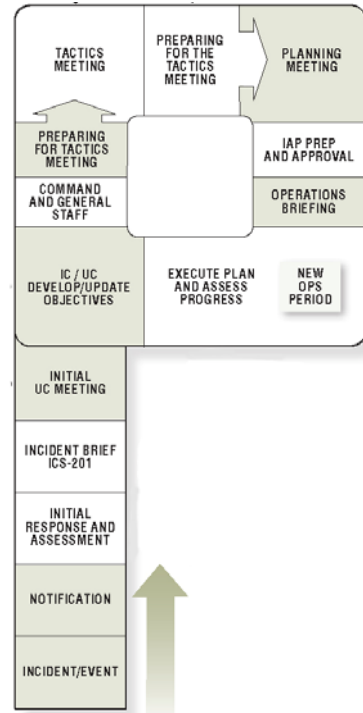 TACTICS
MEETING
PREPARING
FOR THE
TACTICS
MEETING
PLANNING
MEETING
PREPARING
FOR TACTICS
MEETING
IAP PREP
AND APPROVAL
COMMAND
AND GENERAL
STAFF
OPERATIONS
BRIEFING
IC / UC
DEVELOP/UPDATE
OBJECTIVES
EXECUTE PLAN
AND ASSESS
PROGRESS
NEW
OPS
PERIOD
INITIAL
UC MEETING
INCIDENT BRIEF
ICS-201
INITIAL
RESPONSE AND
ASSESSMENT
NOTIFICATION
INCIDENT/EVENT